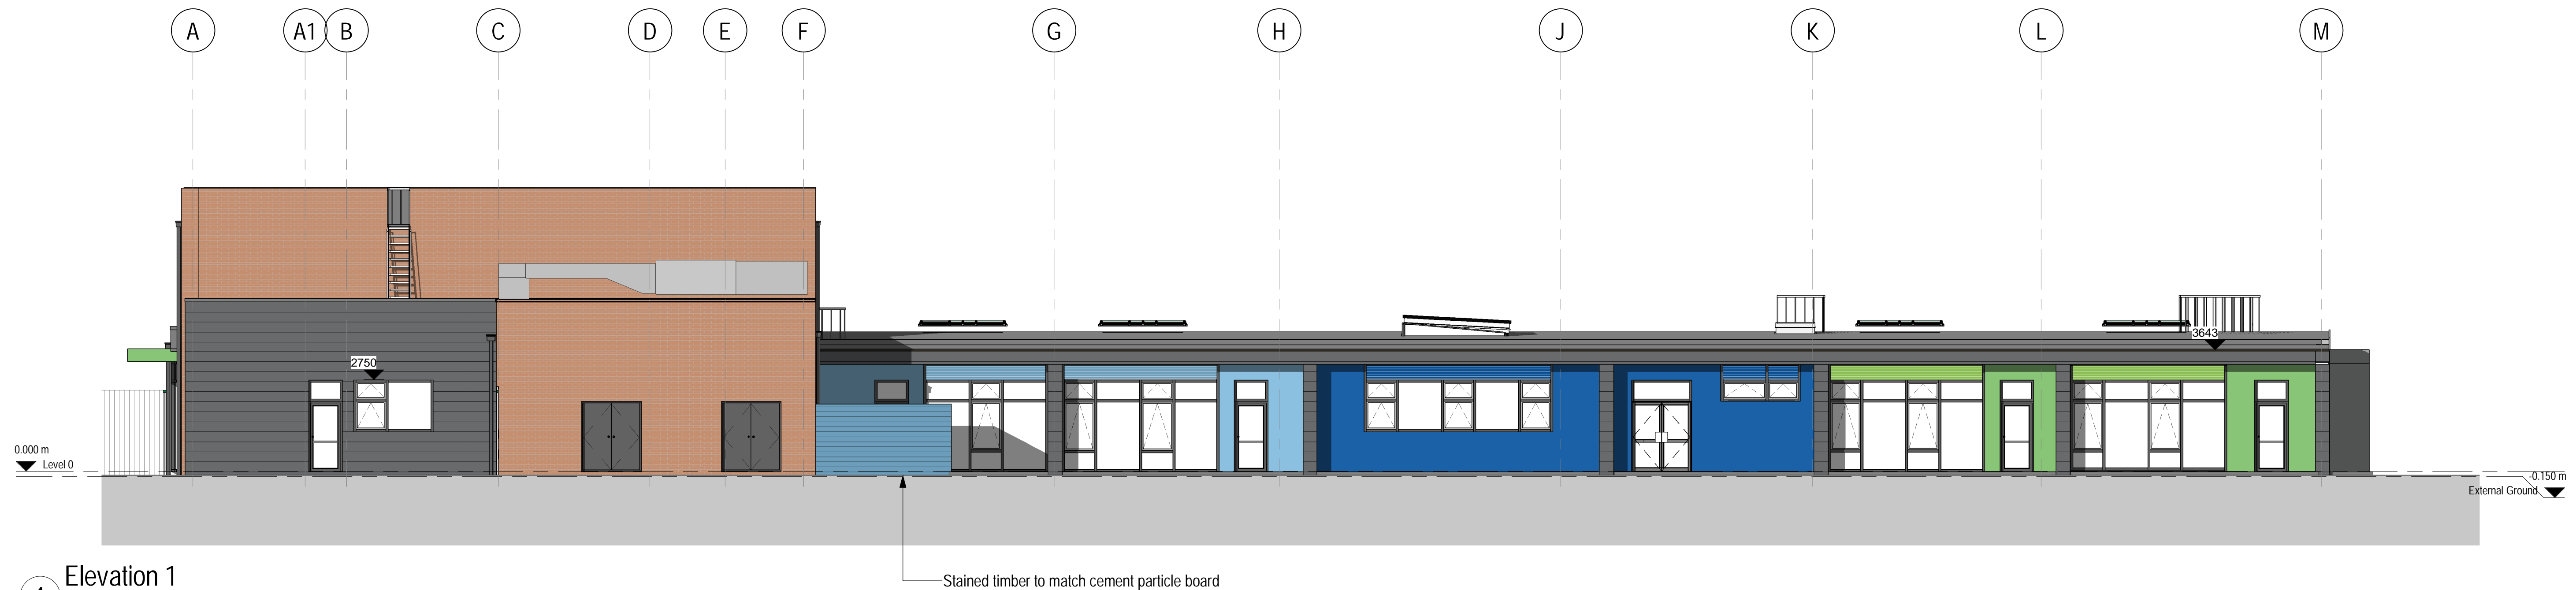 A A1 B C D E F G H J K L M
2750
3643
0.000 m
Level 0
-0.150 m
External Ground
Elevation 1
Stained timber to match cement particle board